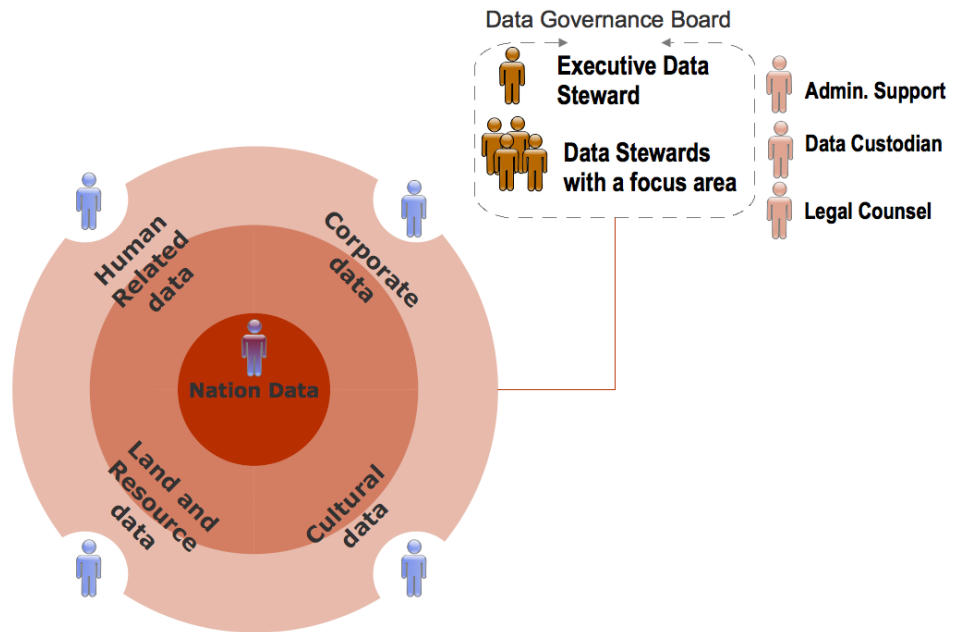 Data Governance Board
Executive Data
Steward
Data Stewards
with a focus area
Admin. Support
Data Custodian
Legal Counsel
Human
Related
data
Corporate
data
Nation Data
Land and
Resource
data
Cultural
data